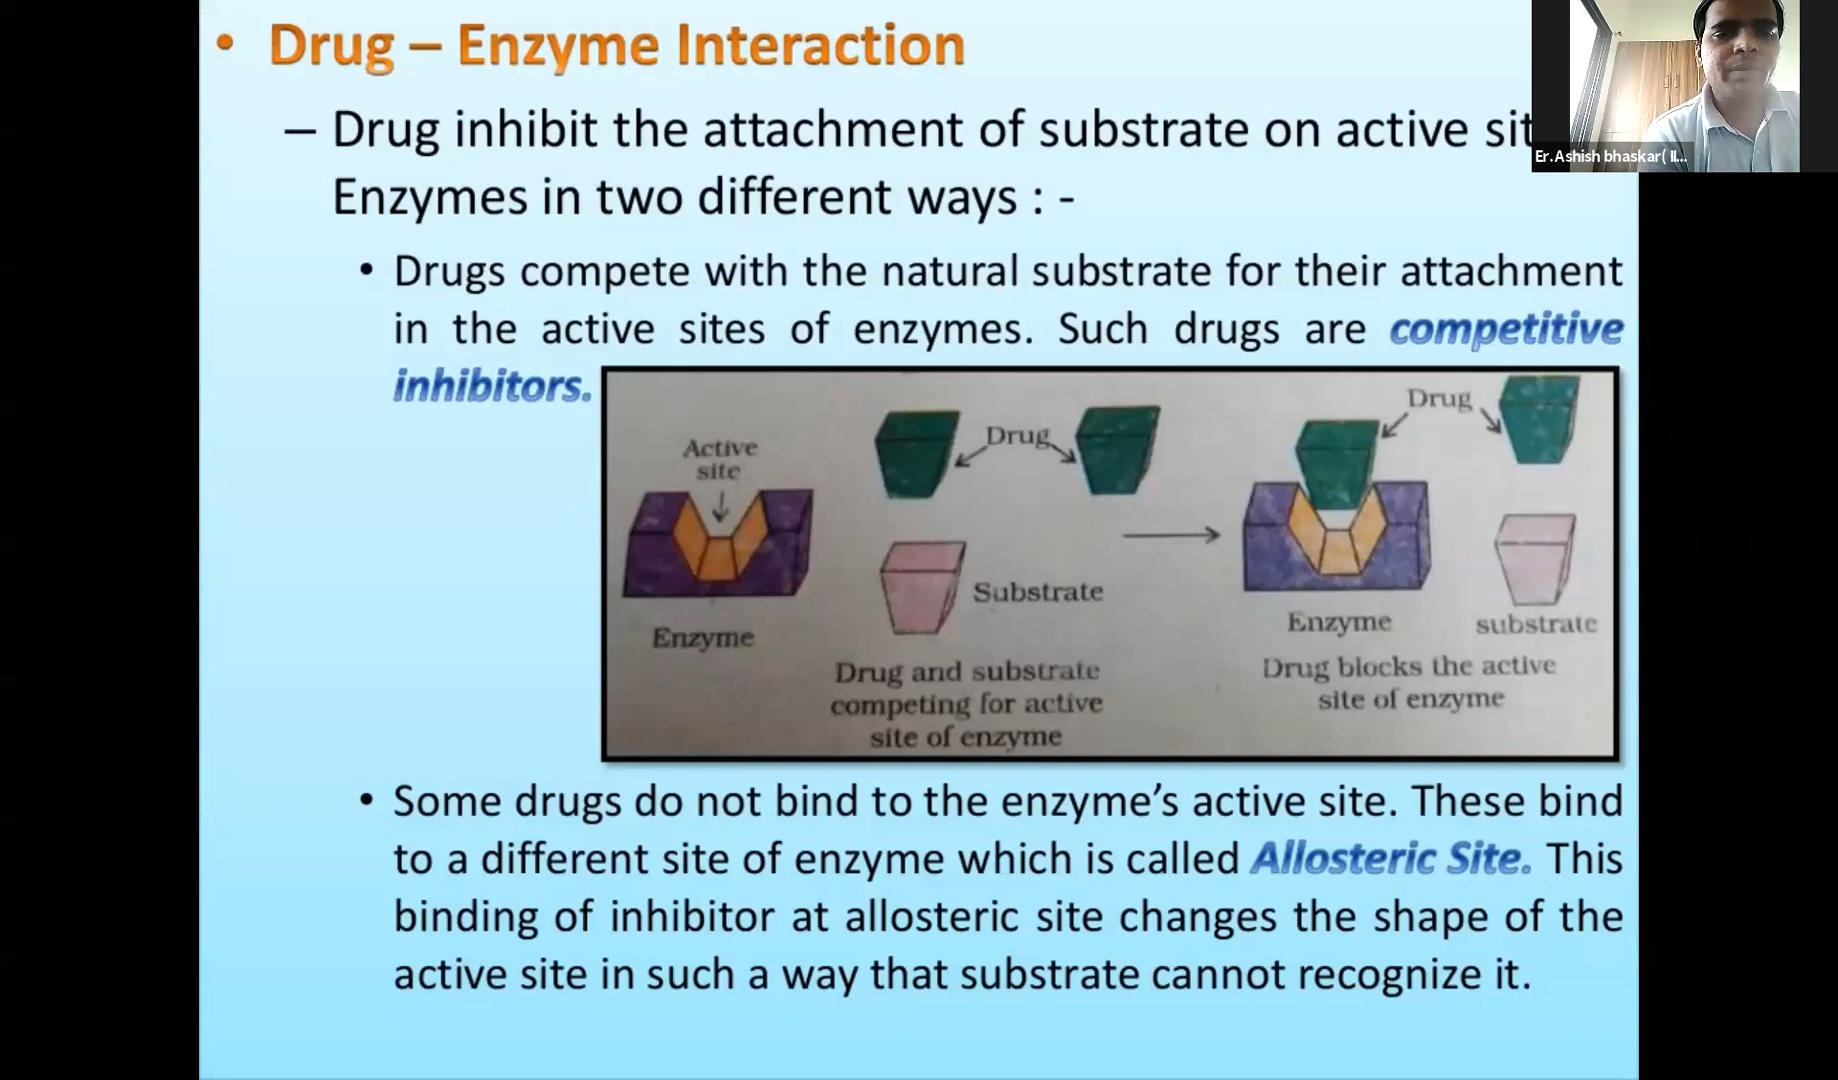 • Drug – Enzyme Interaction
– Drug inhibit the attachment of substrate on active
Enzymes in two different ways : -
• Drugs compete with the natural substrate for their attachment
in the active sites of enzymes. Such drugs are competitive
inhibitors.
Active
site
Enzyme
Drug
Substrate
Drug and substrate
competing for active
site of enzyme
Drug
Enzyme
substrate
Drug blocks the active
site of enzyme
• Some drugs do not bind to the enzyme’s active site. These bind
to a different site of enzyme which is called Allosteric Site. This
binding of inhibitor at allosteric site changes the shape of the
active site in such a way that substrate cannot recognize it.
Er.Ashish bhaskar(